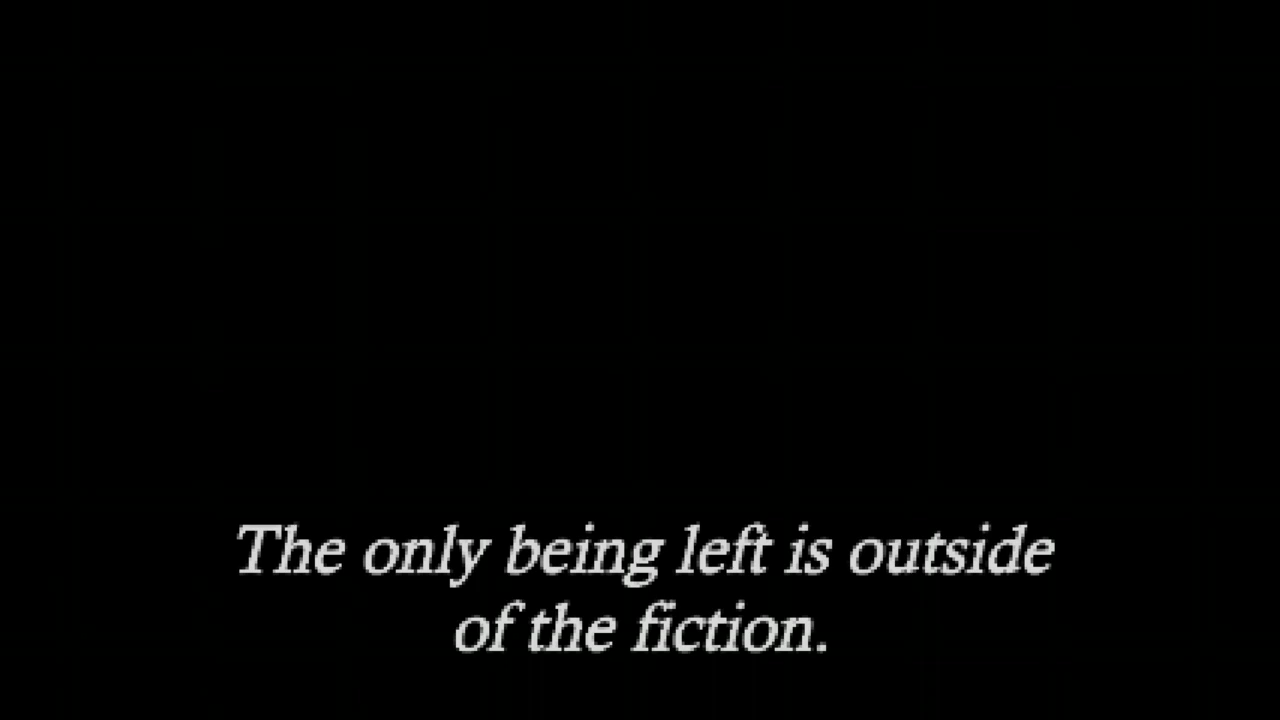 The only being left is outside
of the fiction.